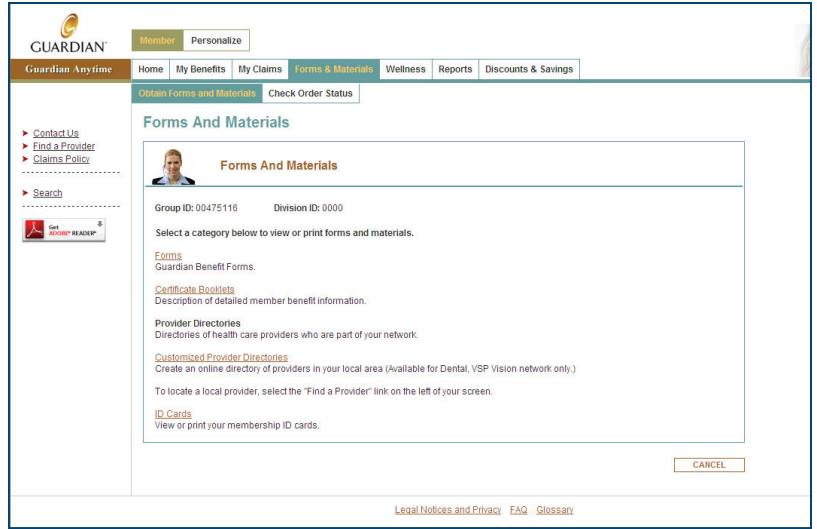 GUARDIAN
Member Personalize
Guardian Anytime
Home My Benefits My Claims Forms & Materials Wellness Reports Discounts & Savings
Obtain Forms and Materials Check Order Status
Contact Us
Find a Provider
Claims Policy
Search
Get
ADOBE® READER®
Forms And Materials
Forms And Materials
Group ID: 00475116 Division ID: 0000
Select a category below to view or print forms and materials.
Forms
Guardian Benefit Forms.
Certificate Booklets
Description of detailed member benefit information.
Provider Directories
Directories of health care providers who are part of your network.
Customized Provider Directories
Create an online directory of providers in your local area (Available for Dental, VSP Vision network only.)
To locate a local provider, select the "Find a Provider" link on the left of your screen.
ID Cards
View or print your membership ID cards.
CANCEL
Legal Notices and Privacy FAQ Glossary